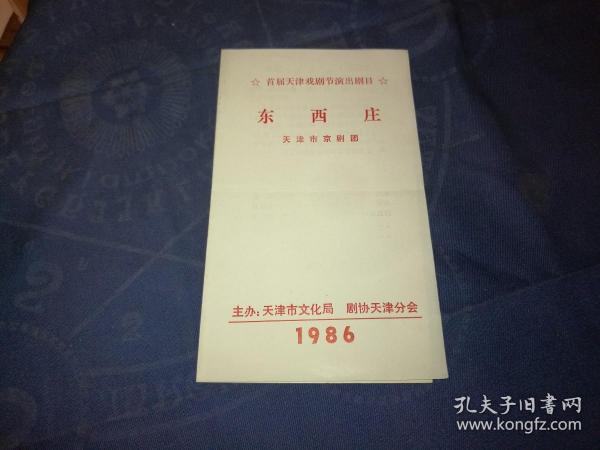 ☆ 首届天津戏剧节演出剧目 ☆
东西庄
天津市京剧团
主办：天津市文化局 剧协天津分会
1986
孔夫子旧书网
www.kongfz.com